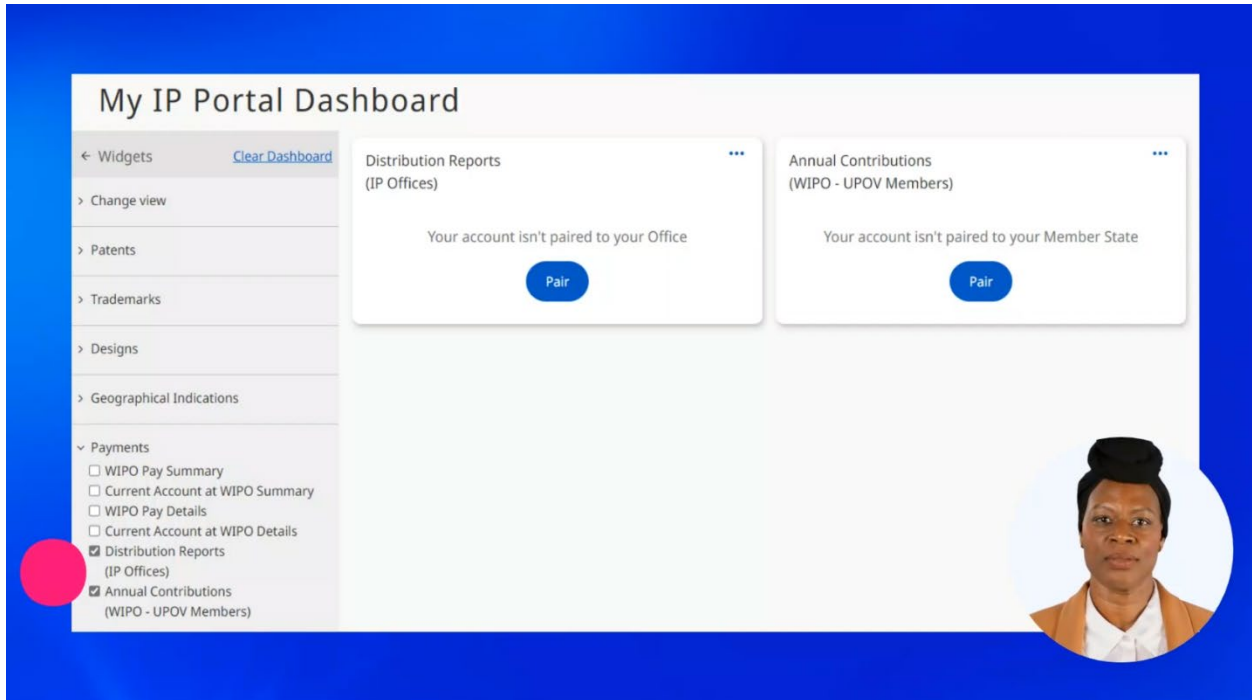 My IP Portal Dashboard
← Widgets
Clear Dashboard
> Change view
> Patents
> Trademarks
> Designs
> Geographical Indications
Payments
WIPO Pay Summary
Current Account at WIPO Summary
WIPO Pay Details
Current Account at WIPO Details
Distribution Reports
(IP Offices)
Annual Contributions
(WIPO - UPOV Members)
Distribution Reports
(IP Offices)
Your account isn't paired to your Office
Pair
Annual Contributions
(WIPO - UPOV Members)
Your account isn't paired to your Member State
Pair